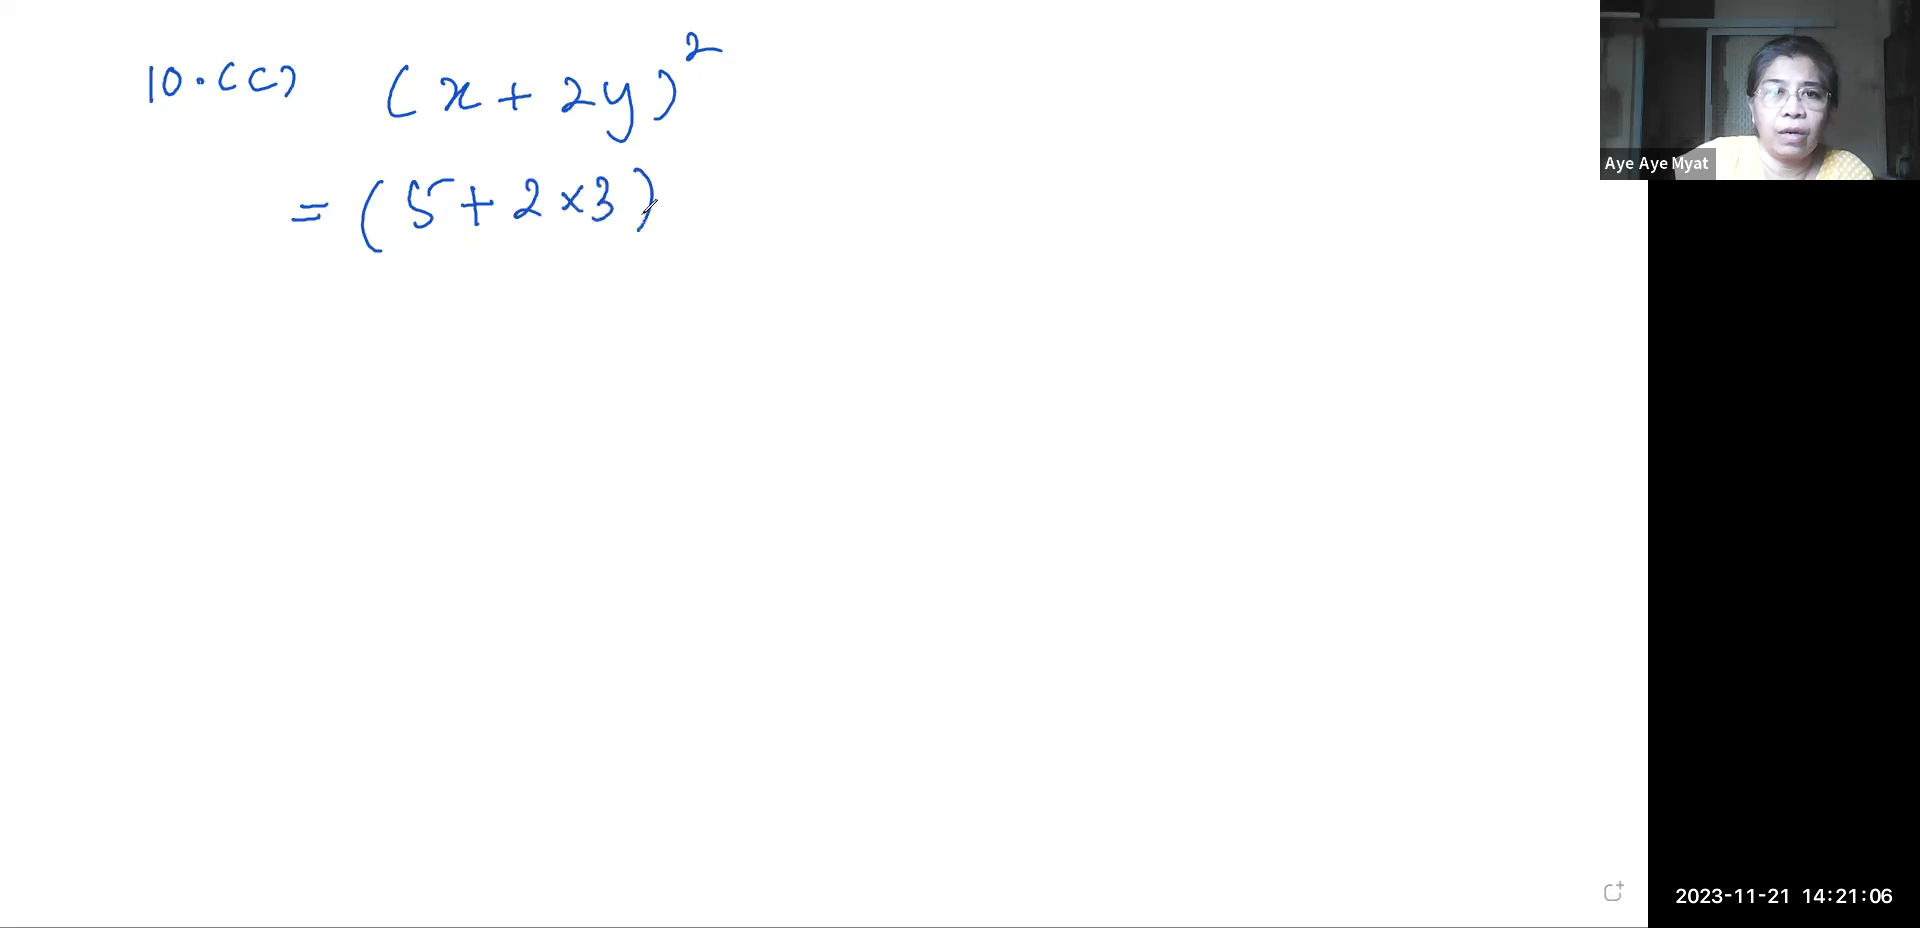 10.(c) (x + 2y)²
= (5 + 2 × 3)
Aye Aye Myat
2023-11-21 14:21:06